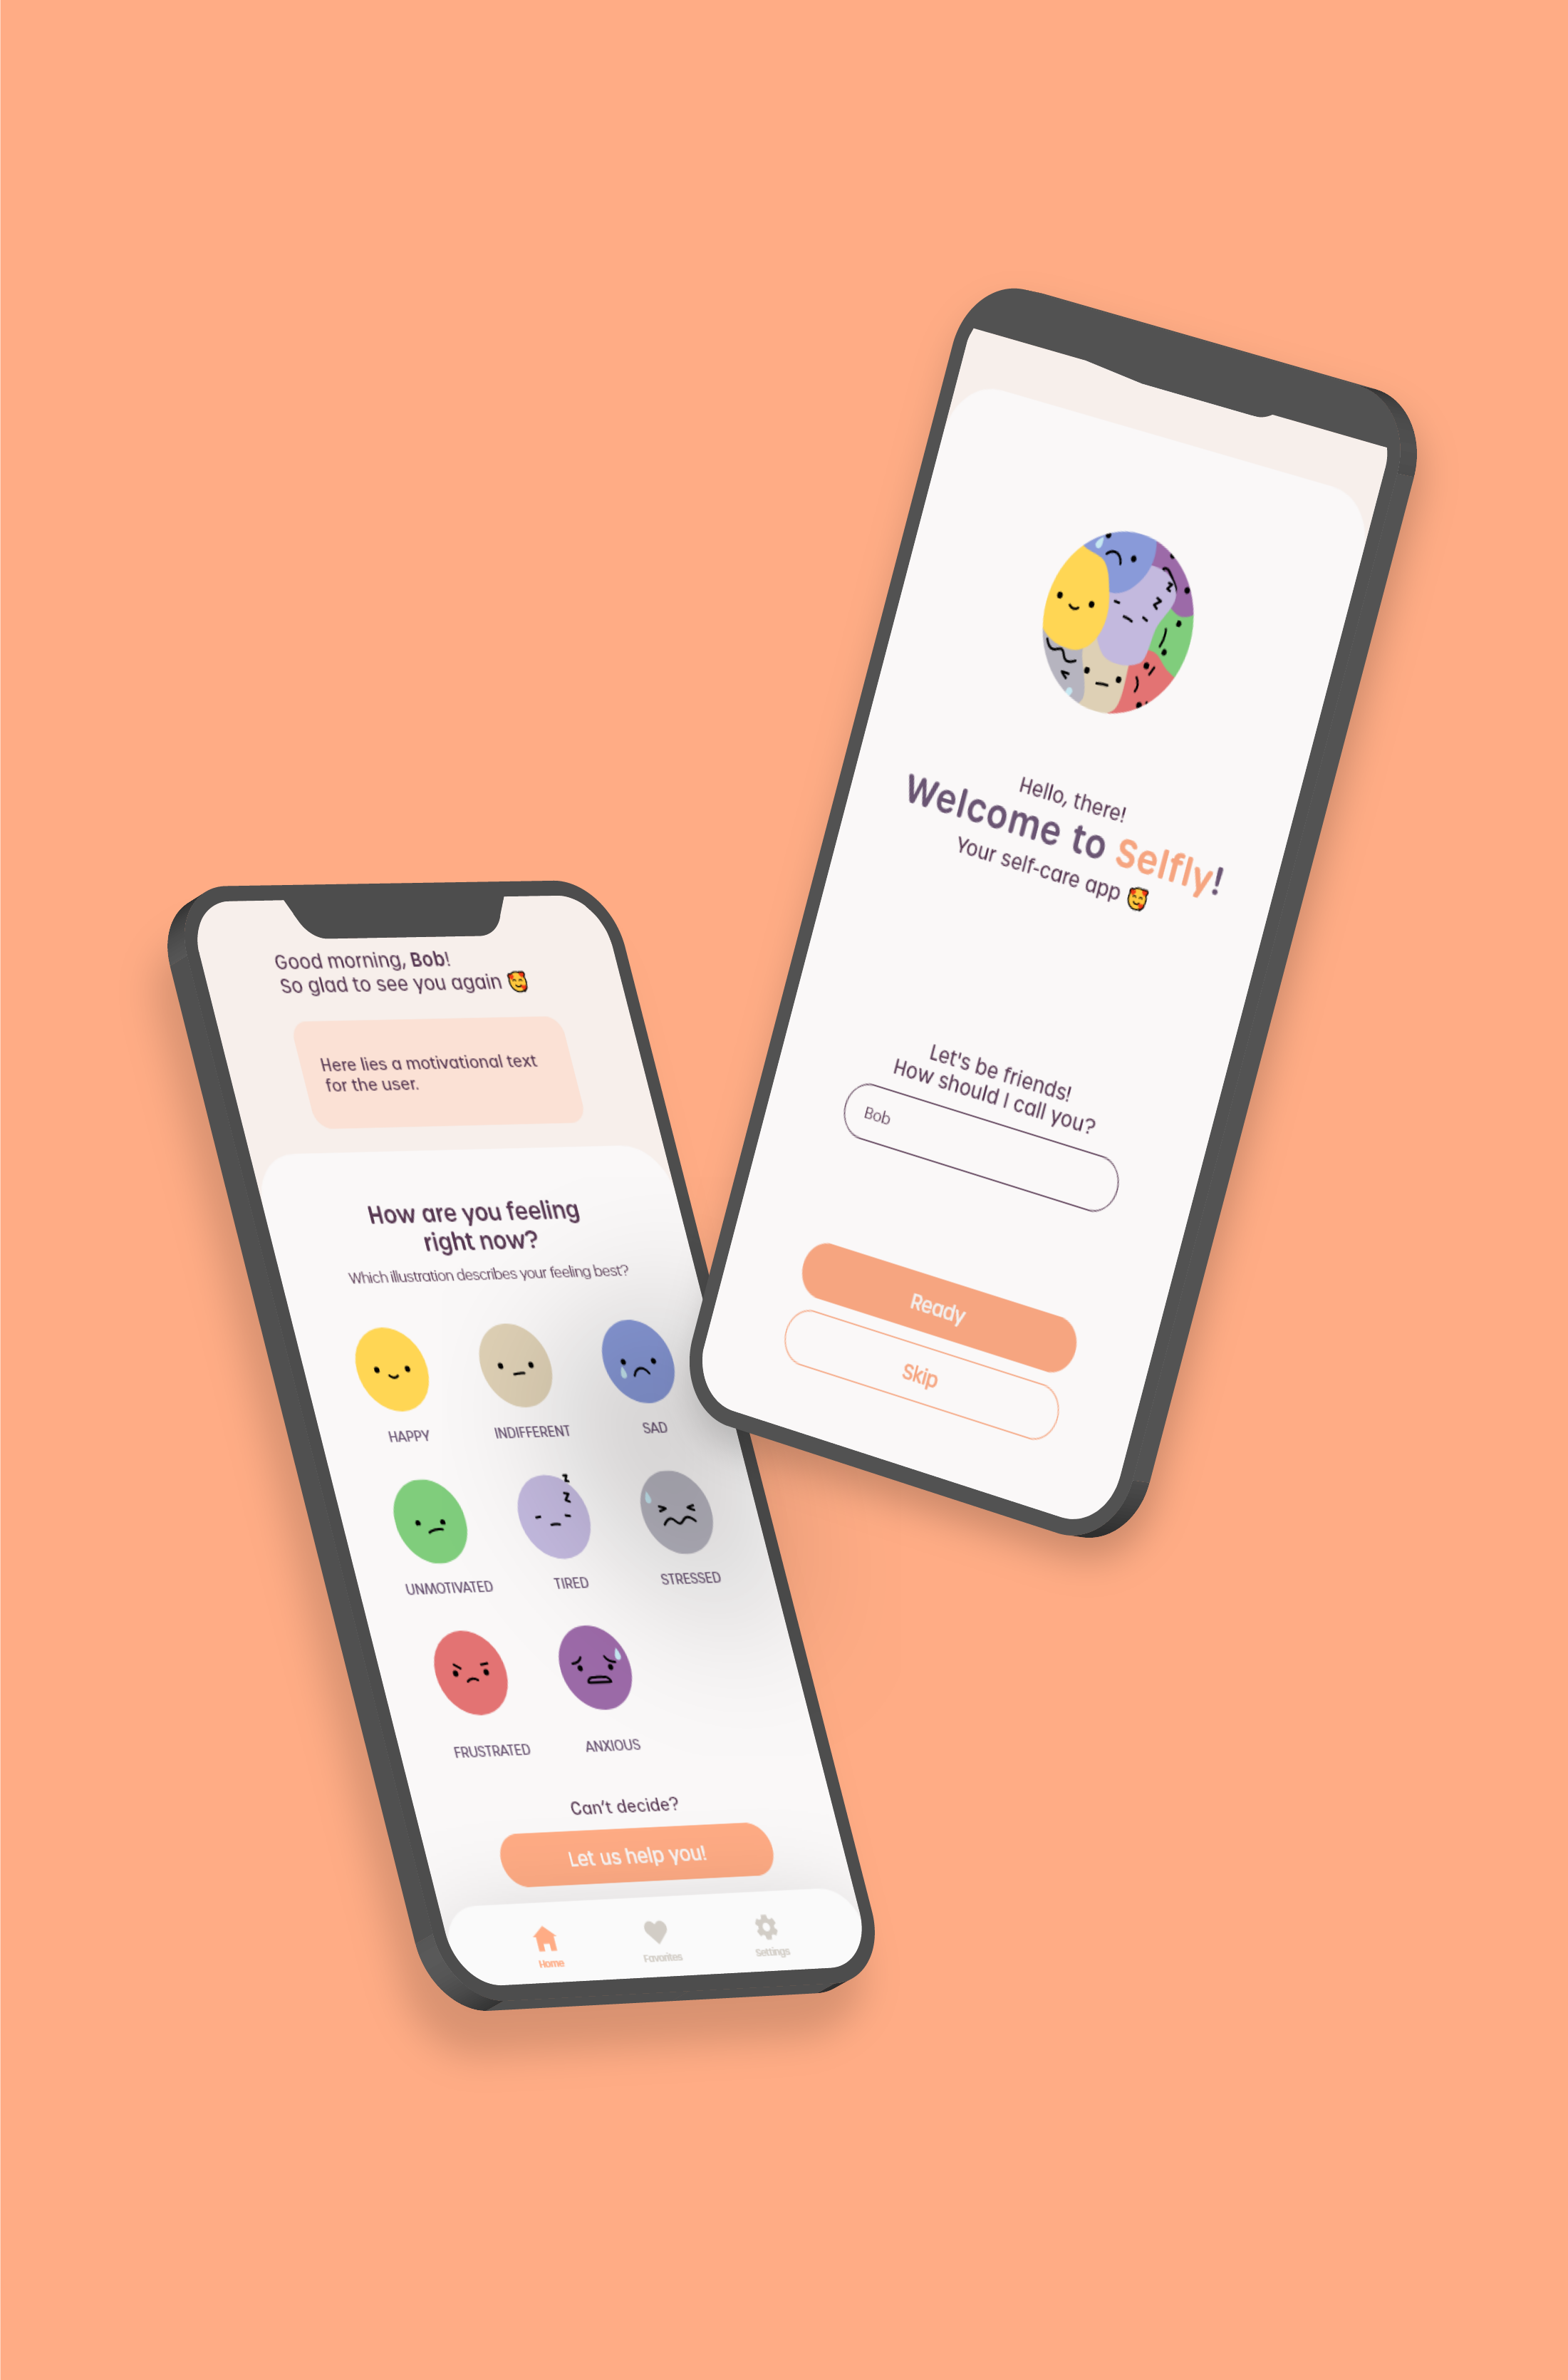 Hello, there!
Welcome to Selfly!
Your self-care app 🥰
Let's be friends!
How should I call you?
Bob
Ready
Skip
Good morning, Bob!
So glad to see you again 🥰
Here lies a motivational text
for the user.
How are you feeling
right now?
Which illustration describes your feeling best?
HAPPY INDIFFERENT SAD
UNMOTIVATED TIRED STRESSED
FRUSTRATED ANXIOUS
Can't decide?
Let us help you!
Home Favorites Settings